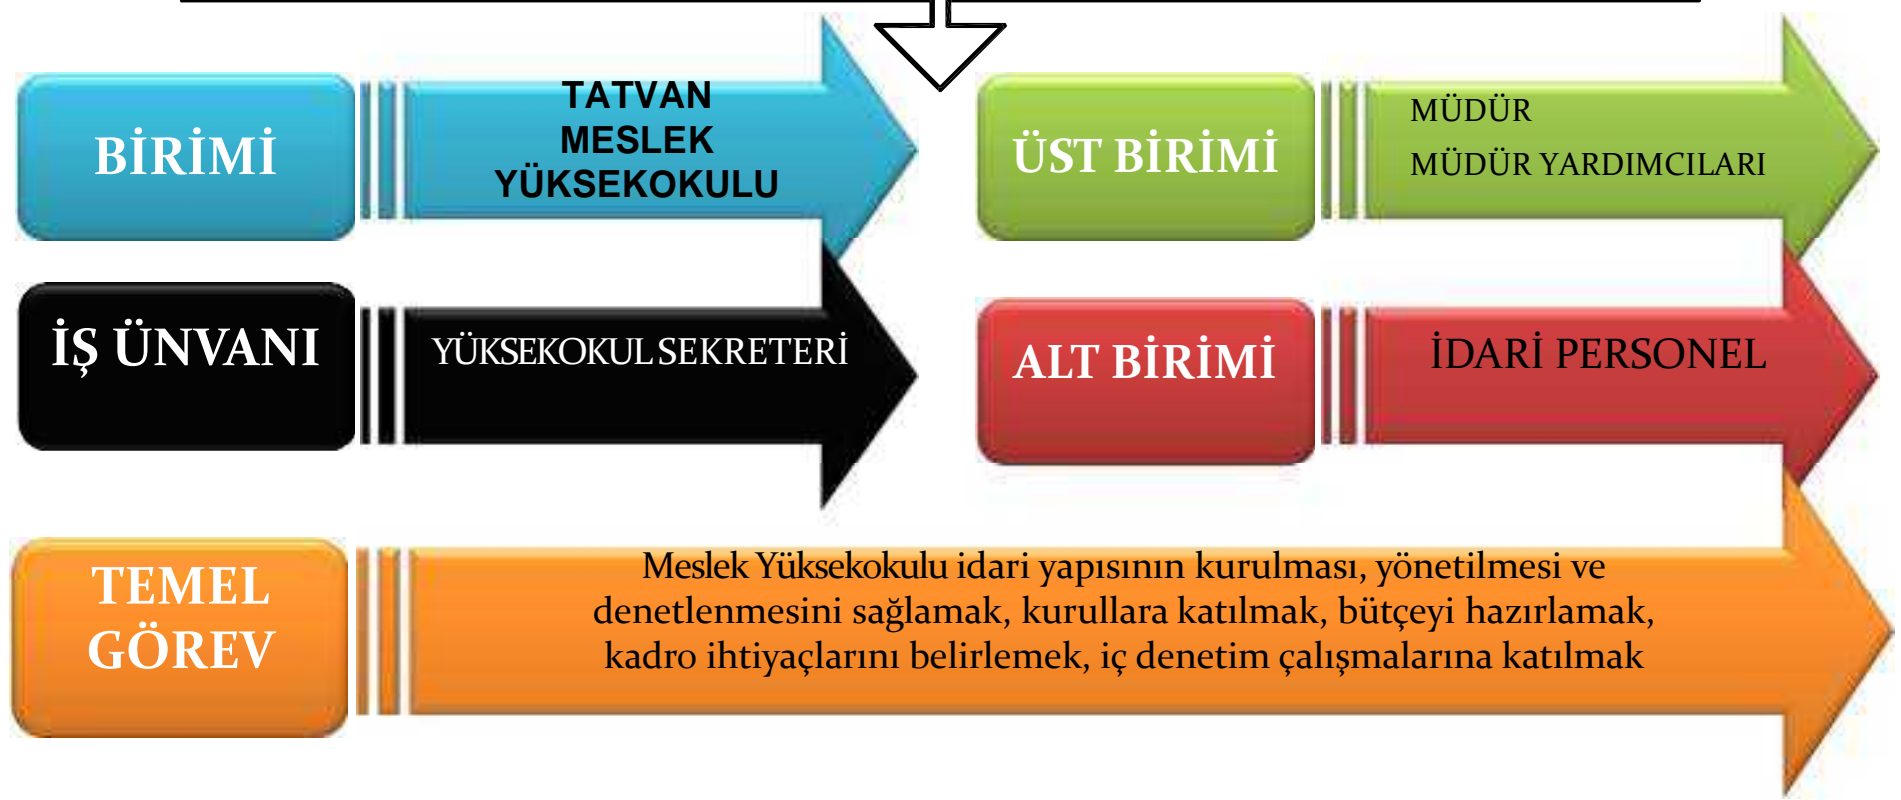 BİRİMİ
TATVAN
MESLEK
YÜKSEKOKULU
ÜST BİRİMİ
MÜDÜR
MÜDÜR YARDIMCILARI
İŞ ÜNVANI
YÜKSEKOKUL SEKRETERİ
ALT BİRİMİ
İDARİ PERSONEL
TEMEL
GÖREV
Meslek Yüksekokulu idari yapısının kurulması, yönetilmesi ve
denetlenmesini sağlamak, kurullara katılmak, bütçeyi hazırlamak,
kadro ihtiyaçlarını belirlemek, iç denetim çalışmalarına katılmak